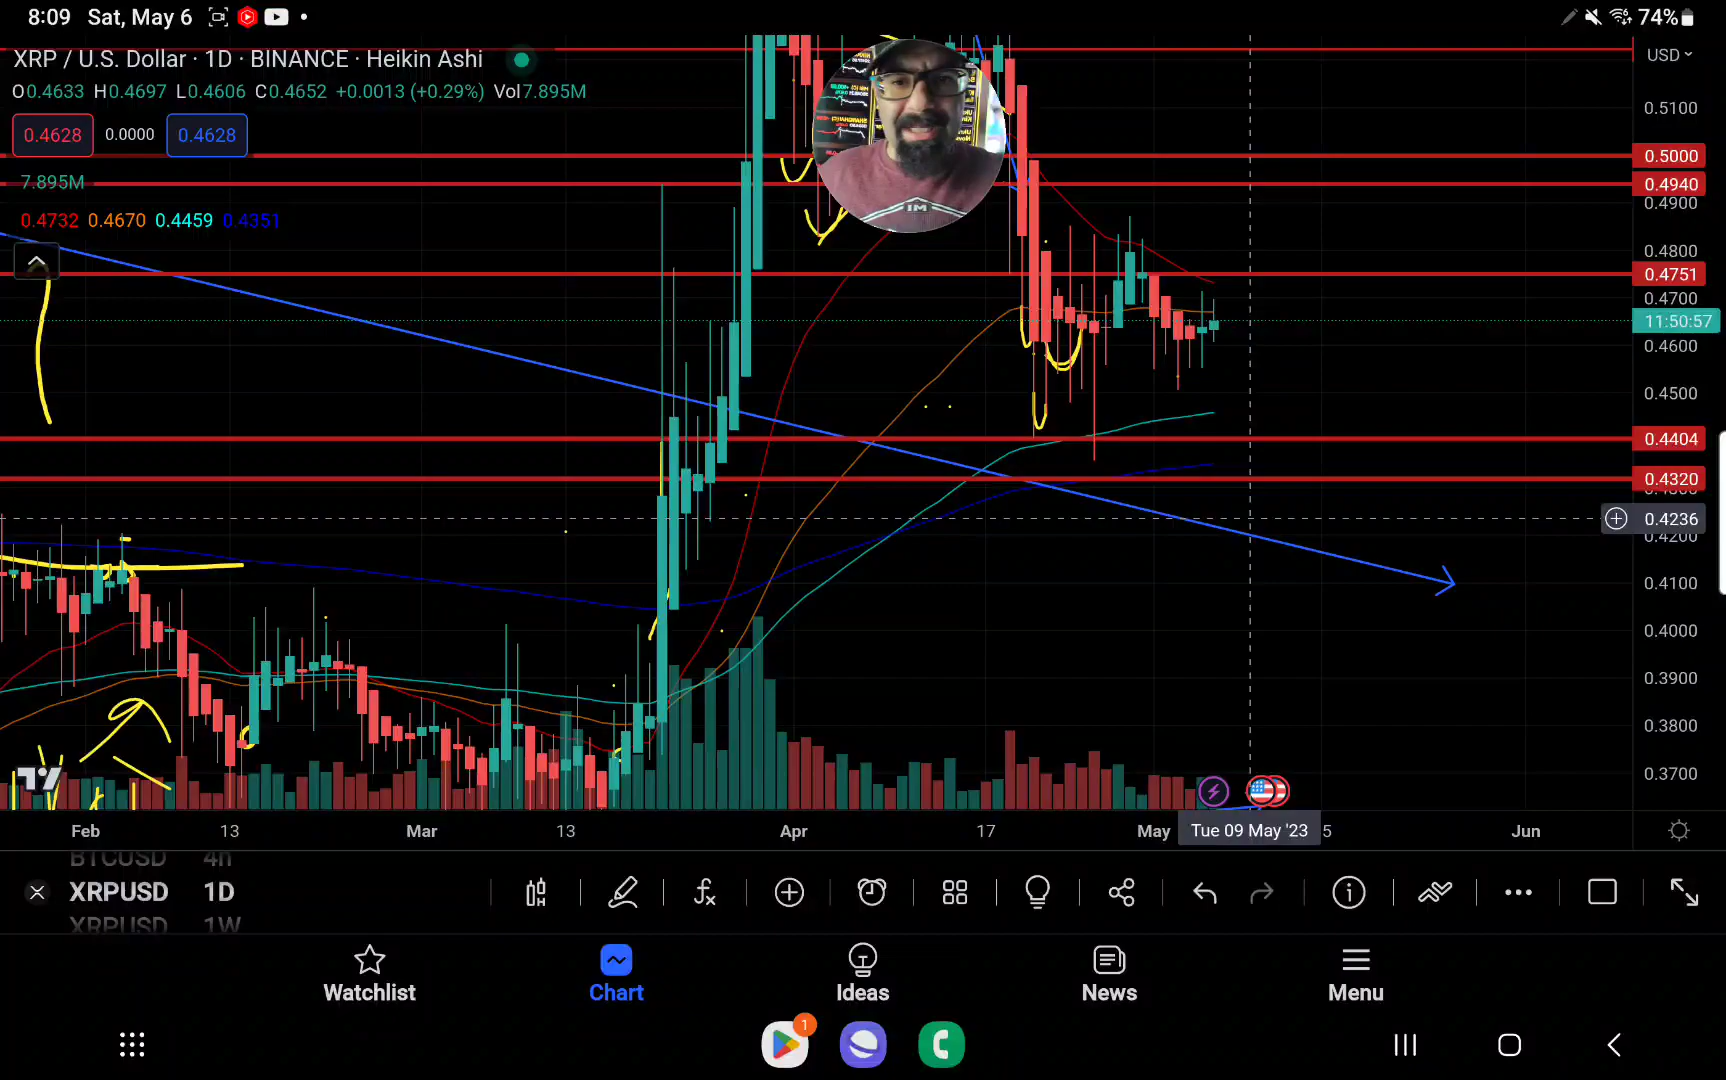 8:09 Sat, May 6 74%
XRP / U.S. Dollar · 1D · BINANCE · Heikin Ashi
USD
O0.4633 H0.4697 L0.4606 C0.4652 +0.0013 (+0.29%) Vol7.895M
0.5100
0.4628 0.0000 0.4628
0.5000
7.895M
0.4940
0.4900
0.4732 0.4670 0.4459 0.4351
IM
0.4800
0.4751
0.4700
11:50:57
0.4600
0.4500
0.4404
0.4320
0.4236
0.4200
0.4100
0.4000
0.3900
0.3800
0.3700
Feb 13 Mar 13 Apr 17 May Tue 09 May '23 5 Jun
BTCUSD 4h
XRPUSD 1D
XRPUSD 1W
Watchlist Chart Ideas News Menu
1